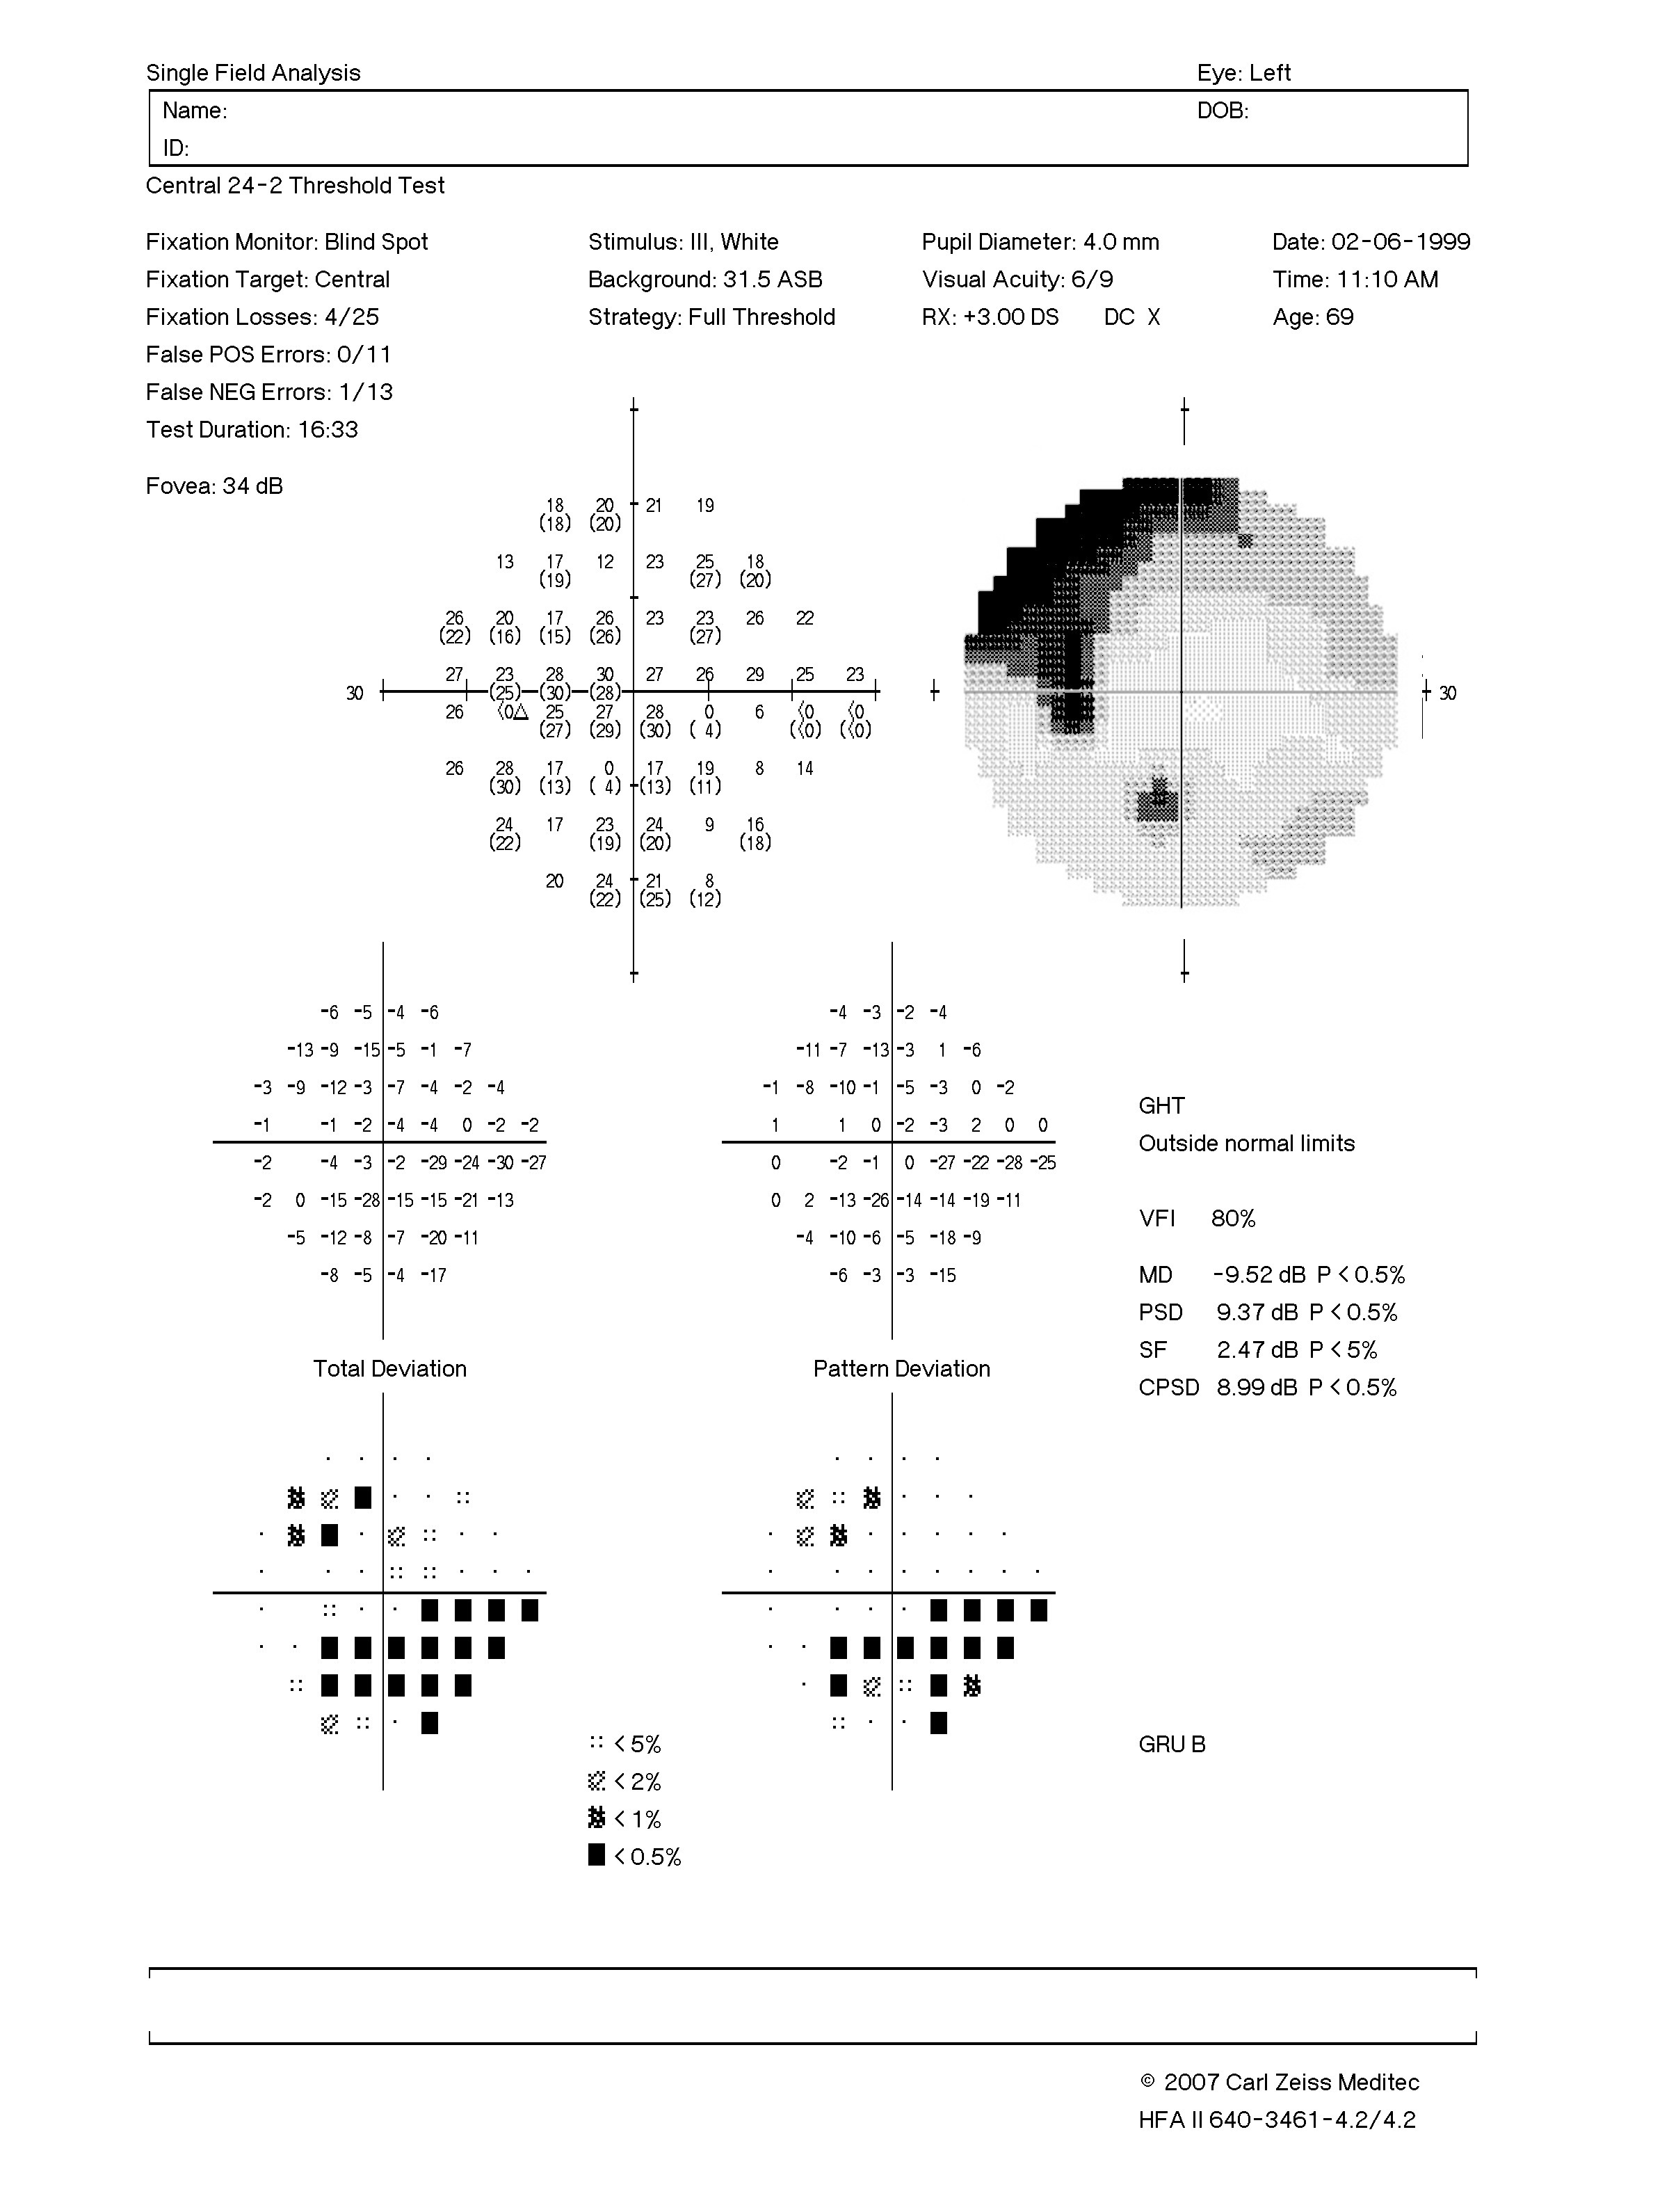 Single Field Analysis Eye: Left
Name: DOB:
ID:
Central 24-2 Threshold Test
Fixation Monitor: Blind Spot Stimulus: III, White Pupil Diameter: 4.0 mm Date: 02-06-1999
Fixation Target: Central Background: 31.5 ASB Visual Acuity: 6/9 Time: 11:10 AM
Fixation Losses: 4/25 Strategy: Full Threshold RX: +3.00 DS DC X Age: 69
False POS Errors: 0/11
False NEG Errors: 1/13
Test Duration: 16:33
Fovea: 34 dB
18 20 21 19
(18) (20)
13 17 12 23 25 18
(19) (27) (20)
26 20 17 26 23 23 26 22
(22) (16) (15) (26) (27)
27 23 28 30 27 26 29 25 23
30 (25) (30) (28) 30
26 <0△ 25 27 28 0 6 <0 <0
(27) (29) (30) ( 4) (<0) (<0)
26 28 17 0 17 19 8 14
(30) (13) ( 4) (13) (11)
24 17 23 24 9 16
(22) (19) (20) (18)
20 24 21 8
(22) (25) (12)
-6 -5 -4 -6 -4 -3 -2 -4
-13 -9 -15 -5 -1 -7 -11 -7 -13 -3 1 -6
-3 -9 -12 -3 -7 -4 -2 -4 -1 -8 -10 -1 -5 -3 0 -2
GHT
-1 -1 -2 -4 -4 0 -2 -2 1 1 0 -2 -3 2 0 0
Outside normal limits
-2 -4 -3 -2 -29 -24 -30 -27 0 -2 -1 0 -27 -22 -28 -25
-2 0 -15 -28 -15 -15 -21 -13 0 2 -13 -26 -14 -14 -19 -11
VFI 80%
-5 -12 -8 -7 -20 -11 -4 -10 -6 -5 -18 -9
-8 -5 -4 -17 -6 -3 -3 -15
MD -9.52 dB P < 0.5%
PSD 9.37 dB P < 0.5%
SF 2.47 dB P < 5%
Total Deviation Pattern Deviation
CPSD 8.99 dB P < 0.5%
< 5% GRU B
< 2%
< 1%
< 0.5%
© 2007 Carl Zeiss Meditec
HFA II 640-3461-4.2/4.2